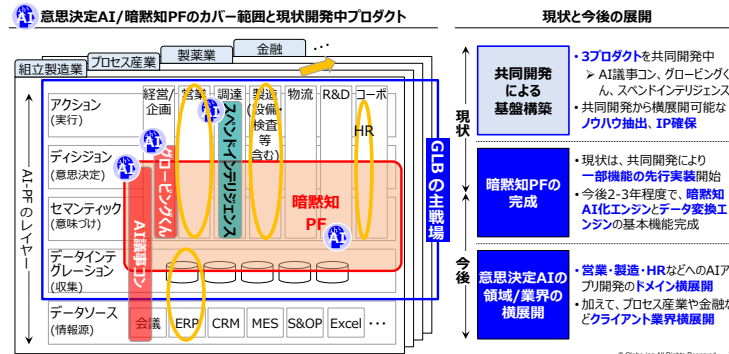 意思決定AI/暗黙知PFのカバー範囲と現状開発中プロダクト
組立製造業
プロセス産業
製薬業
金融
・・・
AI-PFのレイヤー
アクション
(実行)
ディシジョン
(意思決定)
セマンティック
(意味づけ)
データインテ
グレーション
(収集)
データソース
(情報源)
経営/
企画
営業
調達
製造
(設備・
検査
等
含む)
物流
R&D
コーポ
HR
AI
AI
AI
AI
AI議事コン
グロービングくん
スペンドインテリジェンス
暗黙知
PF
GLBの主戦場
会議
ERP
CRM
MES
S&OP
Excel
・・・
現状と今後の展開
現状
今後
共同開発
による
基盤構築
• 3プロダクトを共同開発中
➢ AI議事コン、グロービングく
ん、スペンドインテリジェンス
• 共同開発から横展開可能な
ノウハウ抽出、IP確保
暗黙知PFの
完成
• 現状は、共同開発により
一部機能の先行実装開始
• 今後2-3年程度で、暗黙知
AI化エンジンとデータ変換エ
ンジンの基本機能完成
意思決定AIの
領域/業界の
横展開
• 営業・製造・HRなどへのAIア
プリ開発のドメイン横展開
• 加えて、プロセス産業や金融な
どクライアント業界横展開